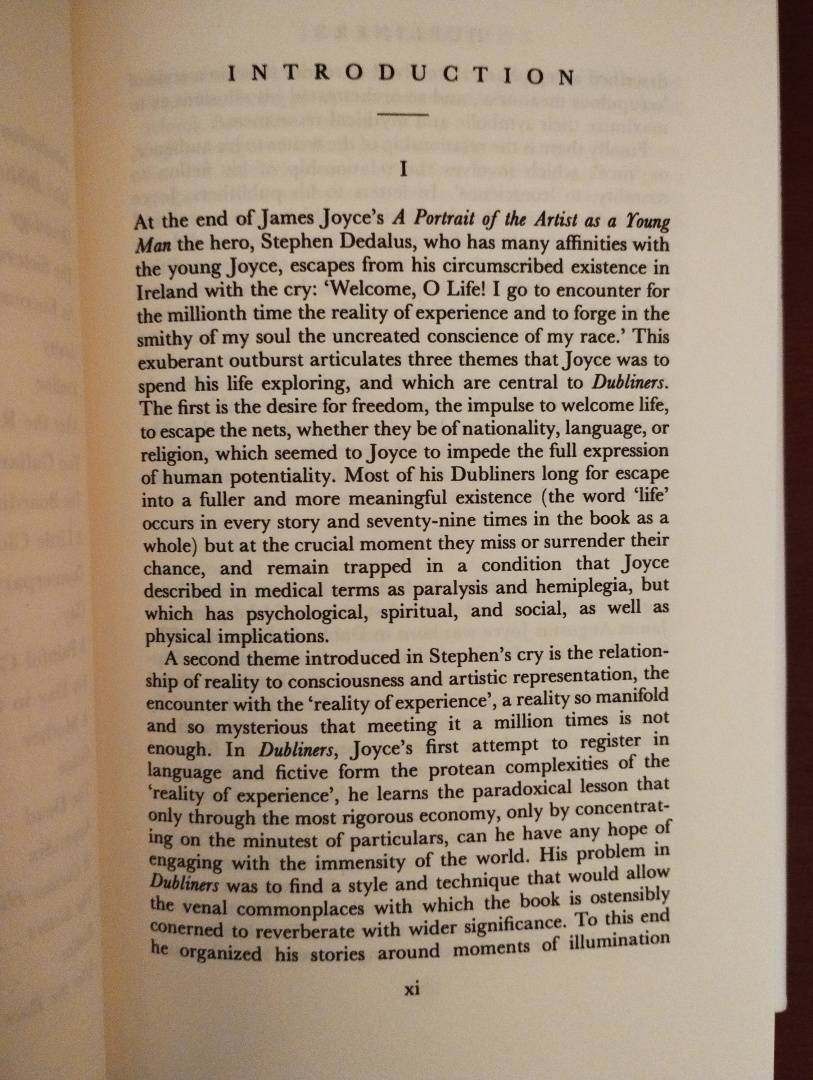 INTRODUCTION
I
At the end of James Joyce's A Portrait of the Artist as a Young
Man the hero, Stephen Dedalus, who has many affinities with
the young Joyce, escapes from his circumscribed existence in
Ireland with the cry: 'Welcome, O Life! I go to encounter for
the millionth time the reality of experience and to forge in the
smithy of my soul the uncreated conscience of my race.' This
exuberant outburst articulates three themes that Joyce was to
spend his life exploring, and which are central to Dubliners.
The first is the desire for freedom, the impulse to welcome life,
to escape the nets, whether they be of nationality, language, or
religion, which seemed to Joyce to impede the full expression
of human potentiality. Most of his Dubliners long for escape
into a fuller and more meaningful existence (the word 'life'
occurs in every story and seventy-nine times in the book as a
whole) but at the crucial moment they miss or surrender their
chance, and remain trapped in a condition that Joyce
described in medical terms as paralysis and hemiplegia, but
which has psychological, spiritual, and social, as well as
physical implications.
A second theme introduced in Stephen's cry is the relation-
ship of reality to consciousness and artistic representation, the
encounter with the 'reality of experience', a reality so manifold
and so mysterious that meeting it a million times is not
enough. In Dubliners, Joyce's first attempt to register in
language and fictive form the protean complexities of the
'reality of experience', he learns the paradoxical lesson that
only through the most rigorous economy, only by concentrat-
ing on the minutest of particulars, can he have any hope of
engaging with the immensity of the world. His problem in
Dubliners was to find a style and technique that would allow
the venal commonplaces with which the book is ostensibly
conerned to reverberate with wider significance. To this end
he organized his stories around moments of illumination
xi